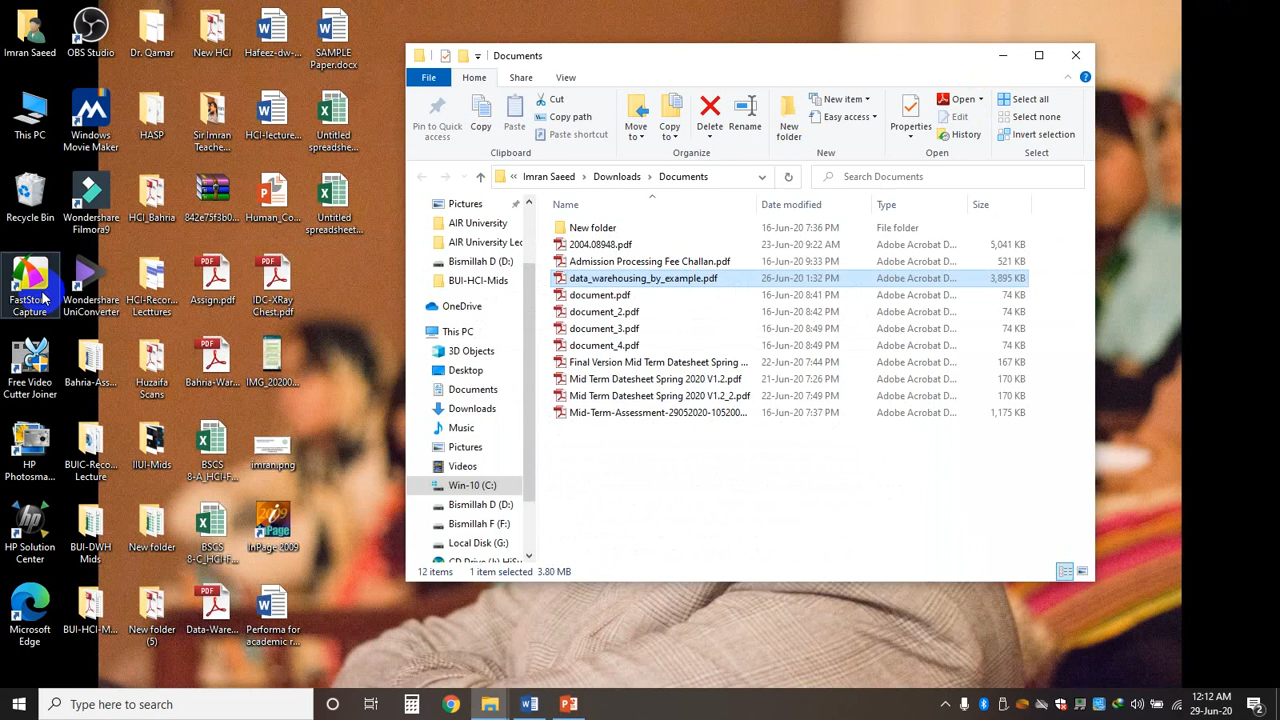 Imran Saeed
OBS Studio
Dr. Qamar
New HCI
Hafeez-dw-...
SAMPLE
Paper.docx
This PC
Windows
Movie Maker
HASP
Sir Imran
Teache...
HCI-lecture...
Untitled
spreadshe...
Recycle Bin
Wondershare
Filmora9
HCI_Bahria
842e75f3b0...
Human_Co...
Untitled
spreadshe...
Capture
Wondershare
UniConverter
HCI-Recor...
Lecttures
Assign.pdf
IDC-XRay
Chest.pdf
Free Video
Cutter Joiner
Bahria-Ass...
Huzaifa
Scans
Bahria-War...
IMG_20200...
HP
Photosma...
BUIC-Reco...
Lecture
IIUI-Mids
BSCS
8-A_HCI-F...
imran.png
HP Solution
Center
BUI-DWH
Mids
New folder
BSCS
8-C_HCI-F...
InPage 2009
Microsoft
Edge
BUI-HCI-M...
New folder
(5)
Data-Ware...
Performa for
academic r...
Documents
File
Home
Share
View
Pin to Quick
access
Copy
Paste
Cut
Copy path
Paste shortcut
Clipboard
Move
to
Copy
to
Delete
Rename
Organize
New
folder
New item
Easy access
New
Properties
Open
Edit
History
Open
Select all
Select none
Invert selection
Select
« Imran Saeed > Downloads > Documents
Search Documents
Pictures
AIR University
AIR University Lec
Bismillah D (D:)
BUI-HCI-Mids
OneDrive
This PC
3D Objects
Desktop
Documents
Downloads
Music
Pictures
Videos
Win-10 (C:)
Bismillah D (D:)
Bismillah F (F:)
Local Disk (G:)
Name Date modified Type Size
New folder 16-Jun-20 7:36 PM File folder
2004.08948.pdf 23-Jun-20 9:22 AM Adobe Acrobat D... 5,041 KB
Admission Processing Fee Challan.pdf 16-Jun-20 9:33 PM Adobe Acrobat D... 521 KB
data_warehousing_by_example.pdf 26-Jun-20 1:32 PM Adobe Acrobat D... 3,895 KB
document.pdf 16-Jun-20 8:41 PM Adobe Acrobat D... 74 KB
document_2.pdf 16-Jun-20 8:42 PM Adobe Acrobat D... 74 KB
document_3.pdf 16-Jun-20 8:49 PM Adobe Acrobat D... 74 KB
document_4.pdf 16-Jun-20 8:49 PM Adobe Acrobat D... 74 KB
Final Version Mid Term Datesheet Spring ... 22-Jun-20 7:44 PM Adobe Acrobat D... 167 KB
Mid Term Datesheet Spring 2020 V1.2.pdf 21-Jun-20 7:26 PM Adobe Acrobat D... 170 KB
Mid Term Datesheet Spring 2020 V1.2_2.pdf 22-Jun-20 7:49 PM Adobe Acrobat D... 170 KB
Mid-Term-Assessment-29052020-105200... 16-Jun-20 7:37 PM Adobe Acrobat D... 1,175 KB
12 items 1 item selected 3.80 MB
Type here to search
12:12 AM
29-Jun-20
2